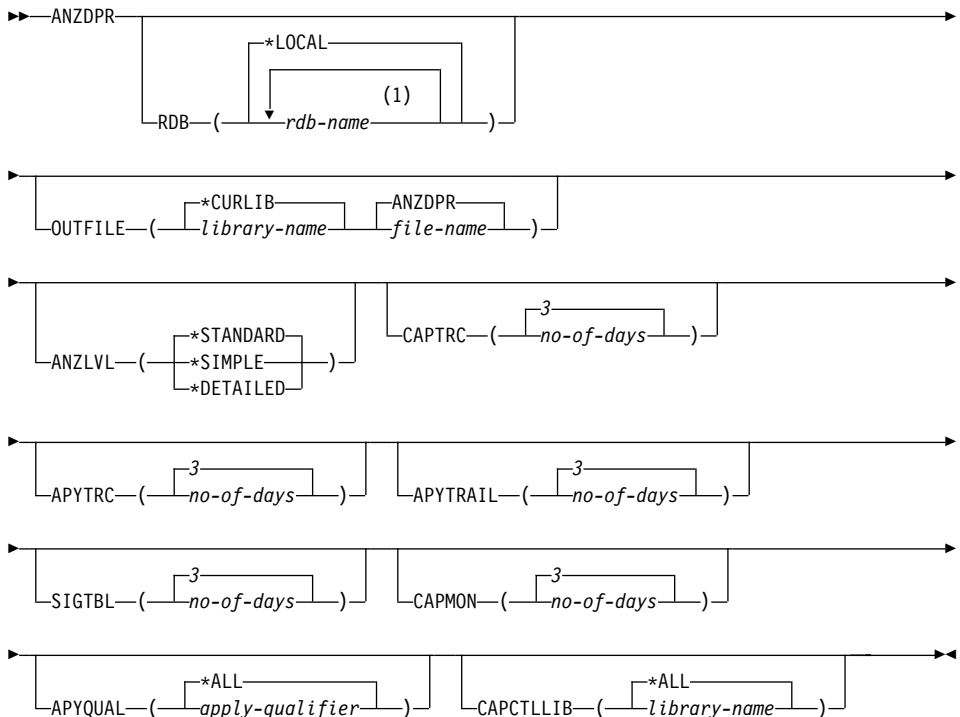 ANZDPR
*LOCAL
(1)
RDB ( rdb-name )
*CURLIB ANZDPR
OUTFILE ( library-name file-name )
*STANDARD 3
ANZLVL ( *SIMPLE ) CAPTRC ( no-of-days )
*DETAILED
3 3
APYTRC ( no-of-days ) APYTRAIL ( no-of-days )
3 3
SIGTBL ( no-of-days ) CAPMON ( no-of-days )
*ALL *ALL
APYQUAL ( apply-qualifier ) CAPCTLLIB ( library-name )